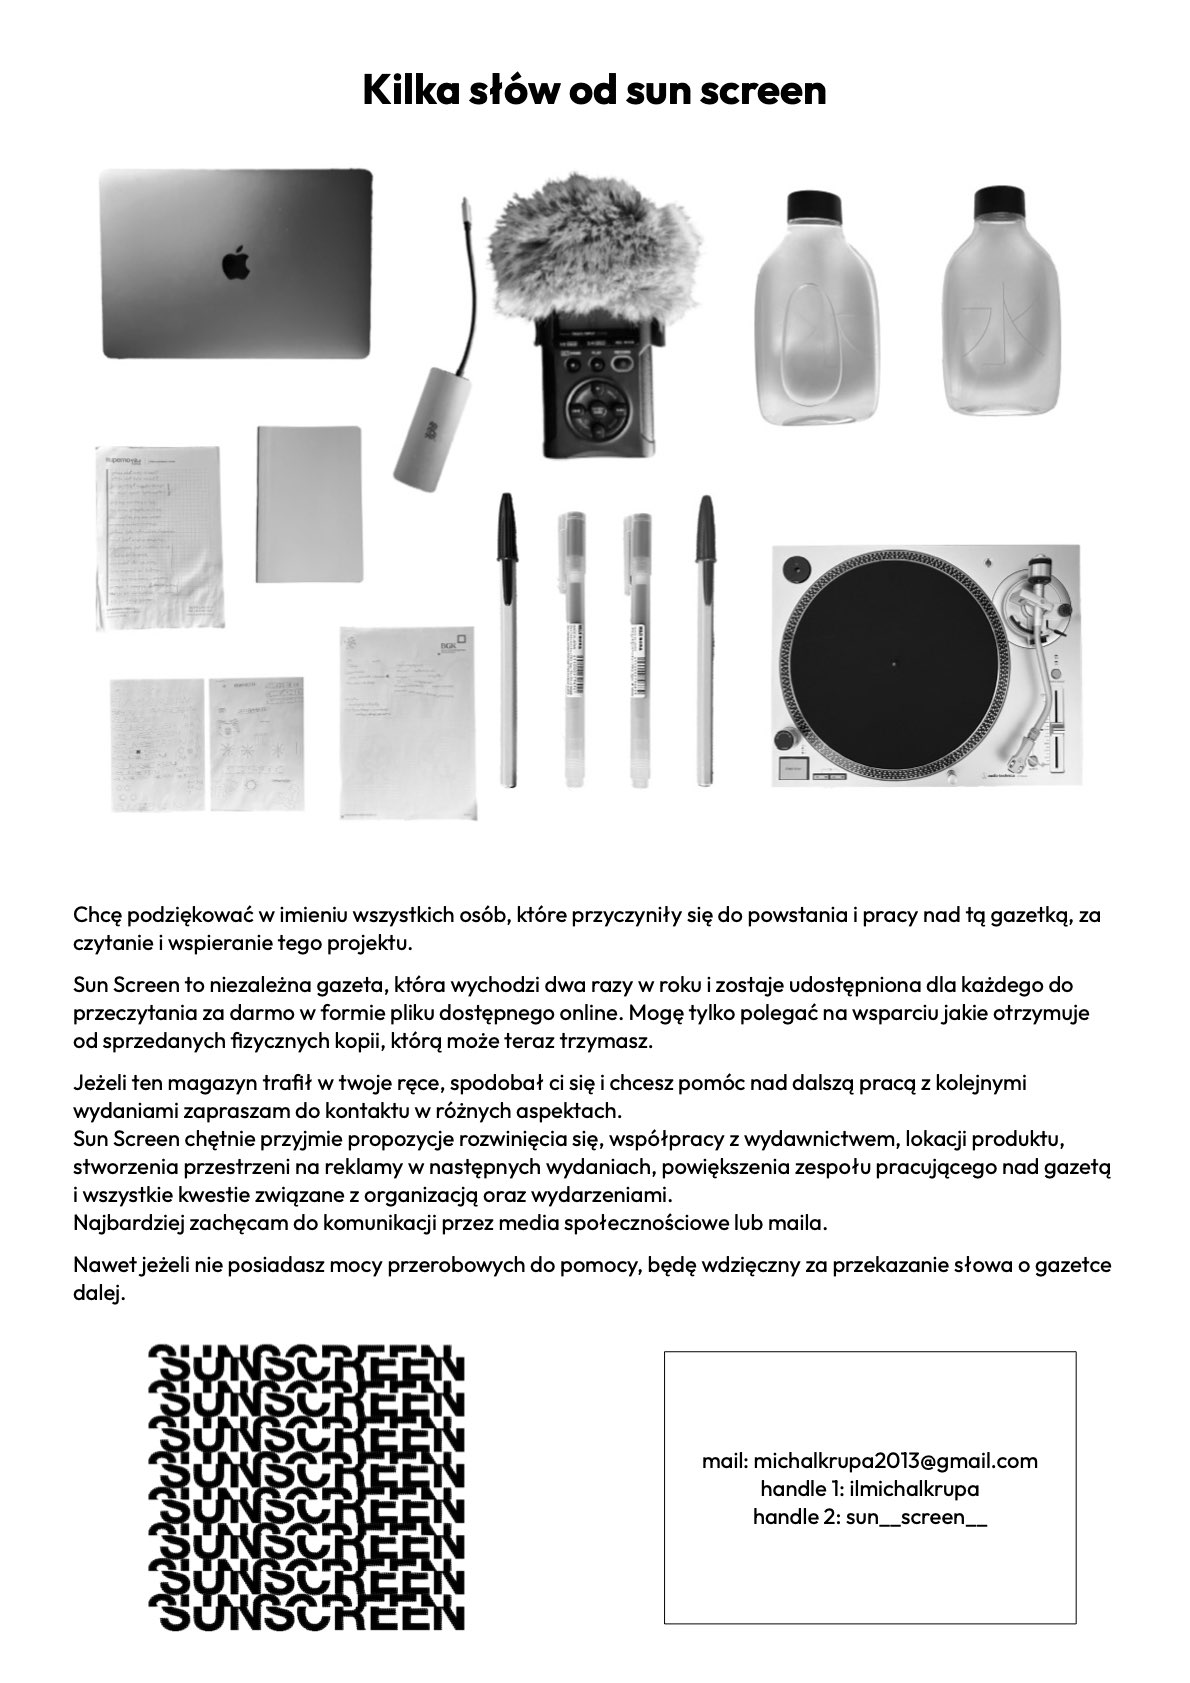 Kilka słów od sun screen
supernova
水
BGK
audio-technica
Chcę podziękować w imieniu wszystkich osób, które przyczyniły się do powstania i pracy nad tą gazetką, za
czytanie i wspieranie tego projektu.
Sun Screen to niezależna gazeta, która wychodzi dwa razy w roku i zostaje udostępniona dla każdego do
przeczytania za darmo w formie pliku dostępnego online. Mogę tylko polegać na wsparciu jakie otrzymuje
od sprzedanych fizycznych kopii, którą może teraz trzymasz.
Jeżeli ten magazyn trafił w twoje ręce, spodobał ci się i chcesz pomóc nad dalszą pracą z kolejnymi
wydaniami zapraszam do kontaktu w różnych aspektach.
Sun Screen chętnie przyjmie propozycje rozwinięcia się, współpracy z wydawnictwem, lokacji produktu,
stworzenia przestrzeni na reklamy w następnych wydaniach, powiększenia zespołu pracującego nad gazetą
i wszystkie kwestie związane z organizacją oraz wydarzeniami.
Najbardziej zachęcam do komunikacji przez media społecznościowe lub maila.
Nawet jeżeli nie posiadasz mocy przerobowych do pomocy, będę wdzięczny za przekazanie słowa o gazetce
dalej.
SUNSCREEN
SUNSCREEN
SUNSCREEN
SUNSCREEN
SUNSCREEN
SUNSCREEN
SUNSCREEN
SUNSCREEN
mail: michalkrupa2013@gmail.com
handle 1: ilmichalkrupa
handle 2: sun__screen__